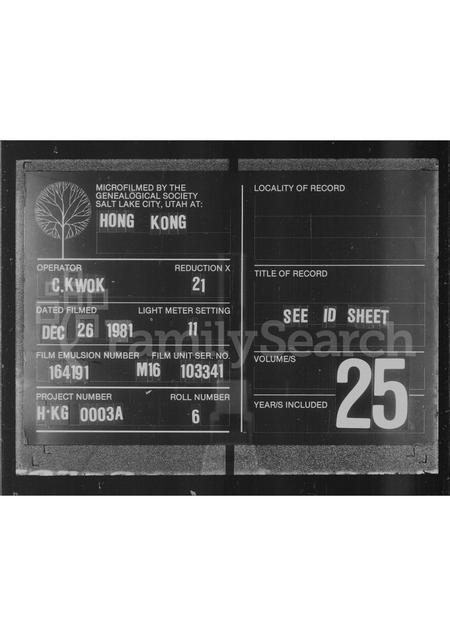 MICROFILMED BY THE
GENEALOGICAL SOCIETY
SALT LAKE CITY, UTAH AT:
HONG KONG
OPERATOR REDUCTION X
C.KWOK 21
DATED FILMED LIGHT METER SETTING
DEC 26 1981 11
FILM EMULSION NUMBER FILM UNIT SER. NO.
164191 M16 103341
PROJECT NUMBER ROLL NUMBER
H-KG 0003A 6
LOCALITY OF RECORD
TITLE OF RECORD
SEE ID SHEET
VOLUME/S
YEAR/S INCLUDED
25
FamilySearch